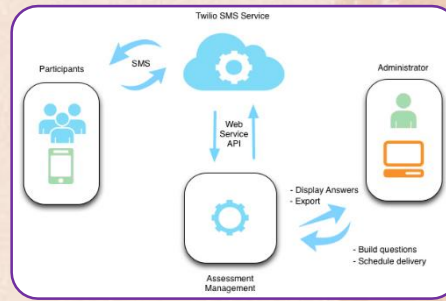 Twilio SMS Service
Participants
SMS
Administrator
Web
Service
API
- Display Answers
- Export
- Build questions
- Schedule delivery
Assessment
Management